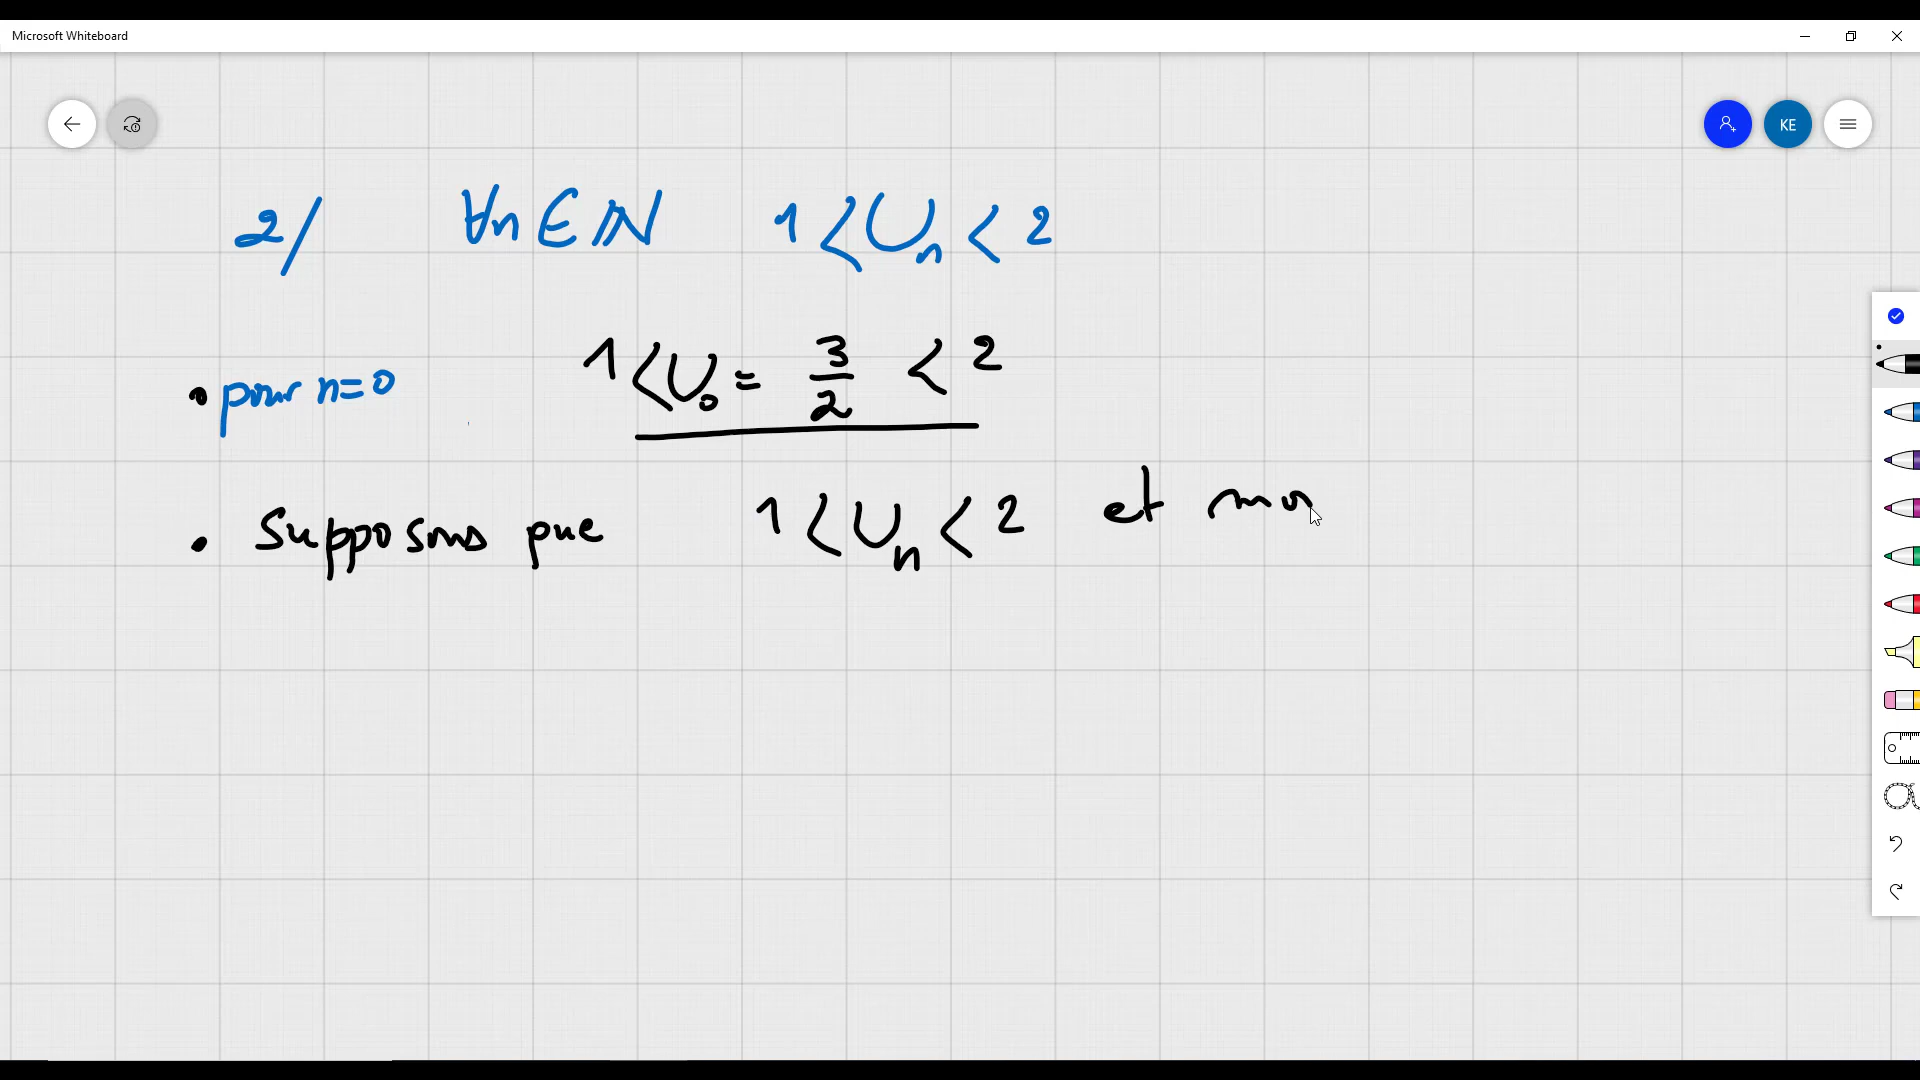 Microsoft Whiteboard
KE
2/ ∀n ∈ ℕ 1 < Un < 2
• pour n=0 1 < U0 = 3/2 < 2
• Supposons que 1 < Un < 2 et mo